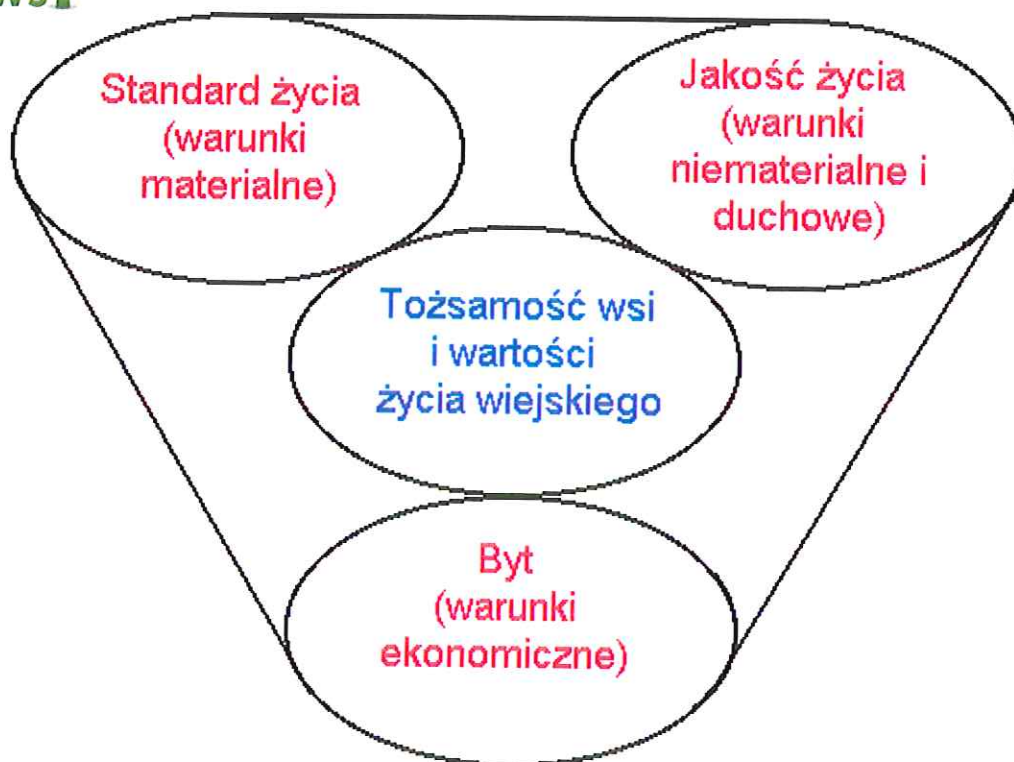 Standard życia
(warunki
materialne)
Jakość życia
(warunki
niematerialne i
duchowe)
Tożsamość wsi
i wartości
życia wiejskiego
Byt
(warunki
ekonomiczne)